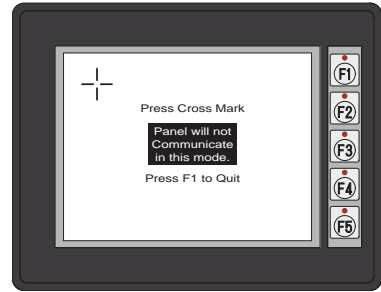 Press Cross Mark
Panel will not
Communicate
in this mode.
Press F1 to Quit
F1
F2
F3
F4
F5